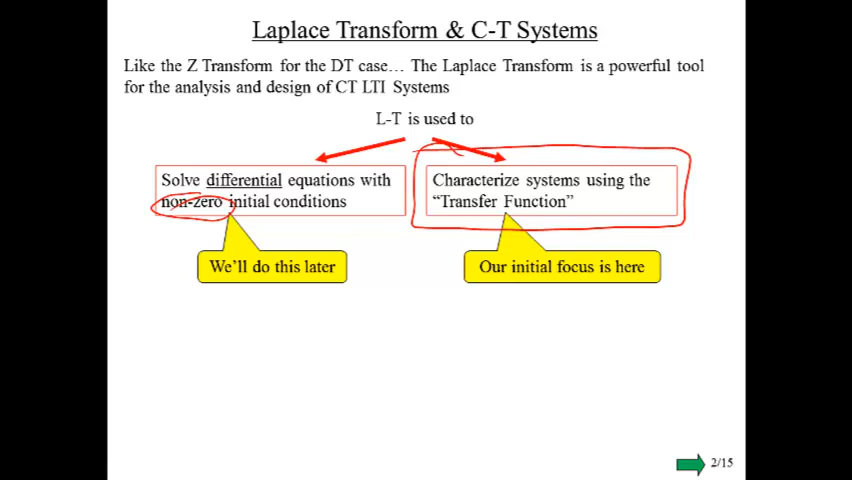 Laplace Transform & C-T Systems
Like the Z Transform for the DT case… The Laplace Transform is a powerful tool
for the analysis and design of CT LTI Systems
L-T is used to
Solve differential equations with
non-zero initial conditions
Characterize systems using the
“Transfer Function”
We’ll do this later
Our initial focus is here
2/15